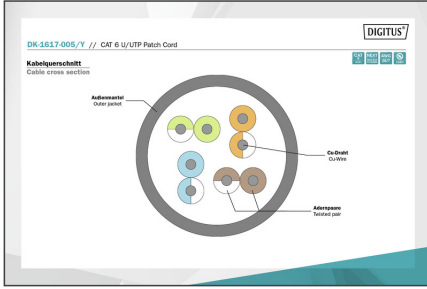 DIGITUS®
DK-1617-005/Y // CAT 6 U/UTP Patch Cord
Kabelquerschnitt
Cable cross section
Außenmantel
Outer jacket
Cu-Draht
Cu-Wire
Adernpaare
Twisted pair